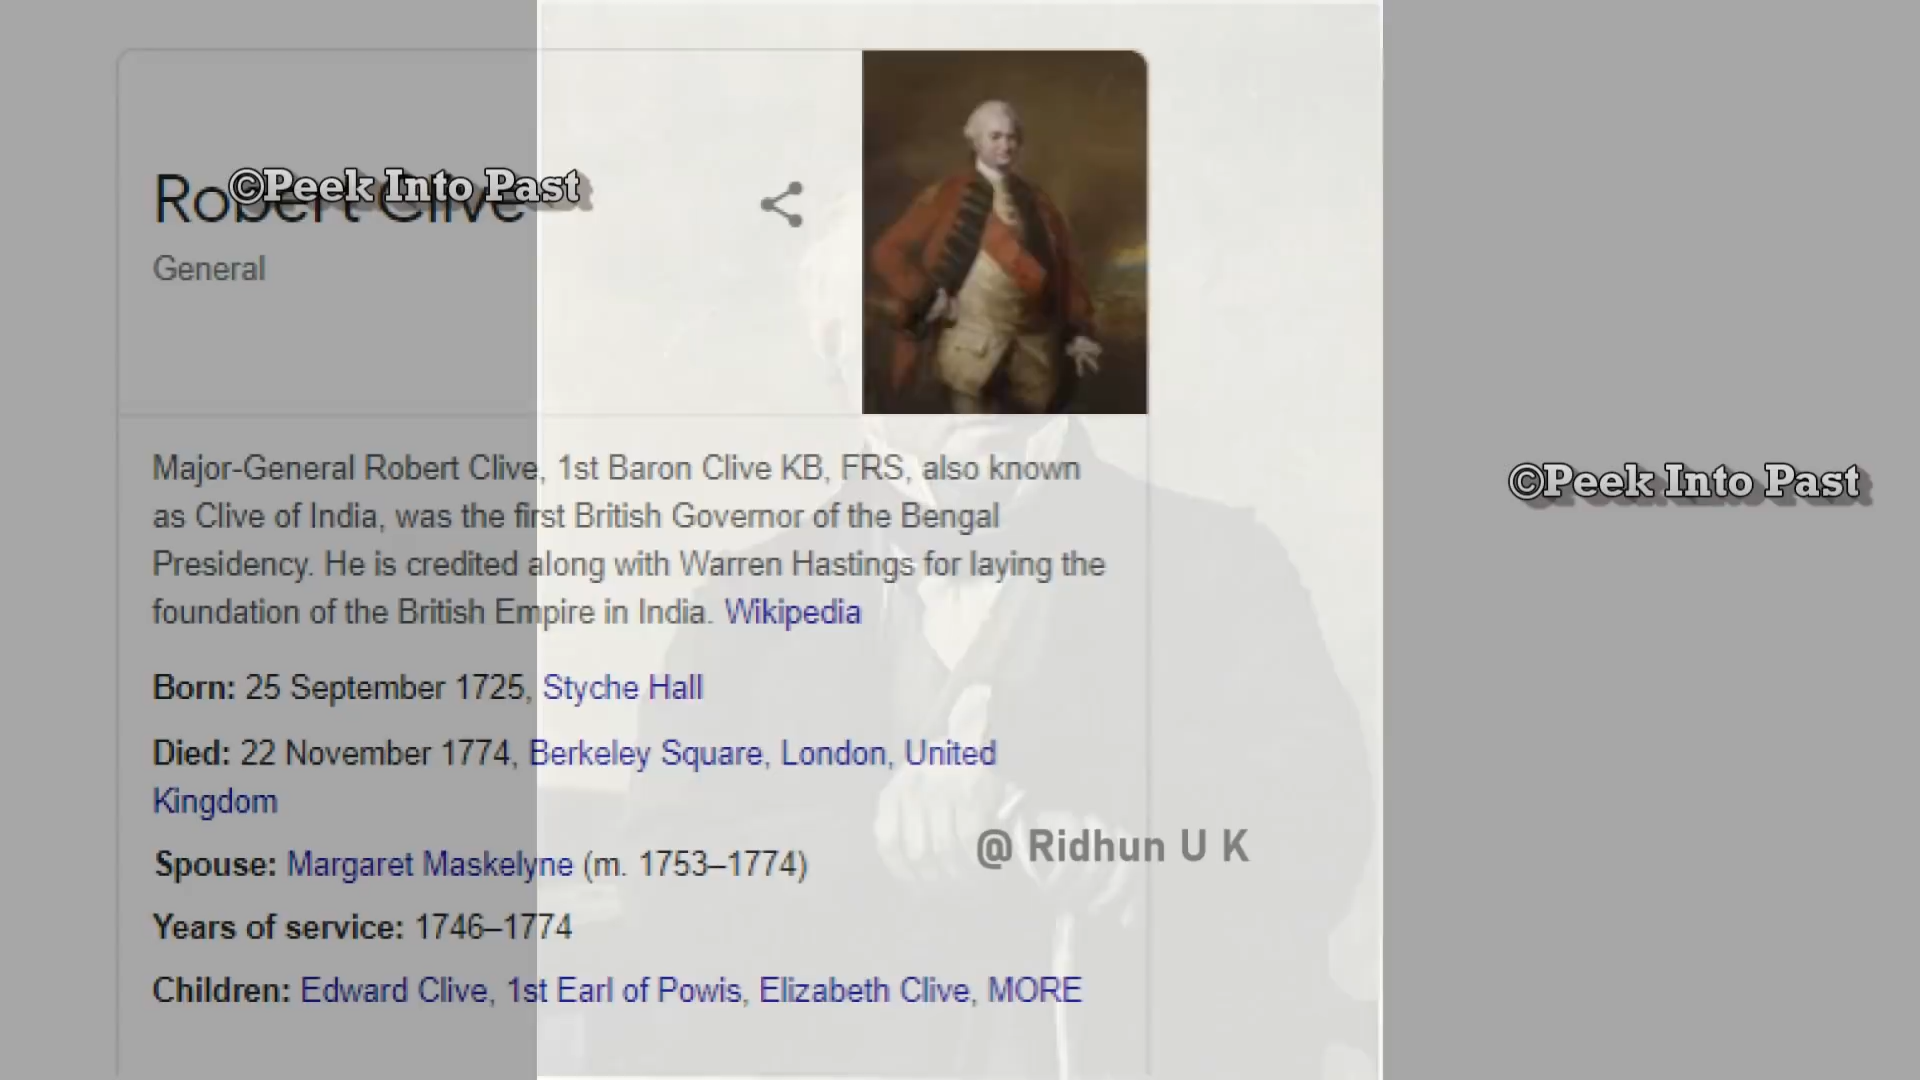 Robert Clive
©Peek Into Past
General
Major-General Robert Clive, 1st Baron Clive KB, FRS, also known
as Clive of India, was the first British Governor of the Bengal
Presidency. He is credited along with Warren Hastings for laying the
foundation of the British Empire in India. Wikipedia
©Peek Into Past
Born: 25 September 1725, Styche Hall
Died: 22 November 1774, Berkeley Square, London, United
Kingdom
Spouse: Margaret Maskelyne (m. 1753–1774)
@ Ridhun U K
Years of service: 1746–1774
Children: Edward Clive, 1st Earl of Powis, Elizabeth Clive, MORE